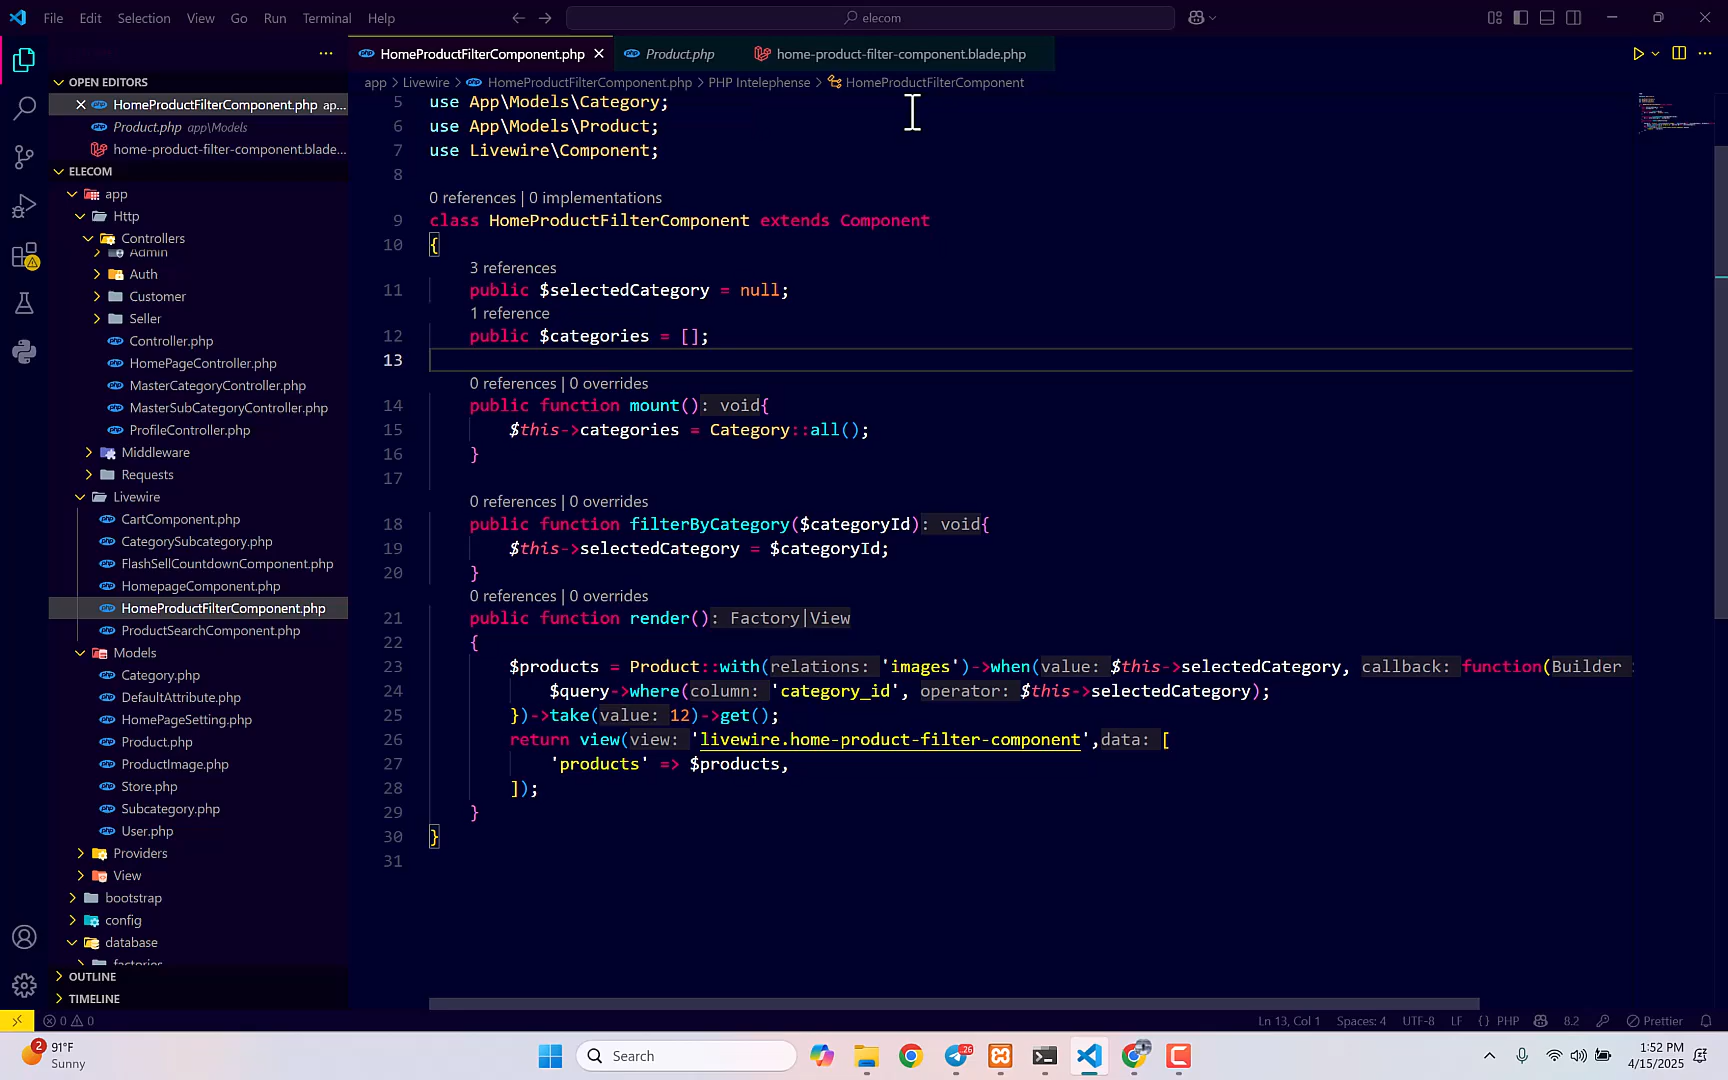 File Edit Selection View Go Run Terminal Help
elecom
HomeProductFilterComponent.php
Product.php
home-product-filter-component.blade.php
app > Livewire > HomeProductFilterComponent.php > PHP Intelephense > HomeProductFilterComponent
OPEN EDITORS
HomeProductFilterComponent.php ap...
Product.php app\Models
home-product-filter-component.blade...
ELECOM
app
Http
Controllers
Admin
Auth
Customer
Seller
Controller.php
HomePageController.php
MasterCategoryController.php
MasterSubCategoryController.php
ProfileController.php
Middleware
Requests
Livewire
CartComponent.php
CategorySubcategory.php
FlashSellCountdownComponent.php
HomepageComponent.php
HomeProductFilterComponent.php
ProductSearchComponent.php
Models
Category.php
DefaultAttribute.php
HomePageSetting.php
Product.php
ProductImage.php
Store.php
Subcategory.php
User.php
Providers
View
bootstrap
config
database
factories
OUTLINE
TIMELINE
5 use App\Models\Category;
6 use App\Models\Product;
7 use Livewire\Component;
8
0 references | 0 implementations
9 class HomeProductFilterComponent extends Component
10 {
3 references
11 public $selectedCategory = null;
1 reference
12 public $categories = [];
13
0 references | 0 overrides
14 public function mount(): void{
15 $this->categories = Category::all();
16 }
17
0 references | 0 overrides
18 public function filterByCategory($categoryId): void{
19 $this->selectedCategory = $categoryId;
20 }
0 references | 0 overrides
21 public function render(): Factory|View
22 {
23 $products = Product::with(relations: 'images')->when(value: $this->selectedCategory, callback: function(Builder
24 $query->where(column: 'category_id', operator: $this->selectedCategory);
25 })->take(value: 12)->get();
26 return view(view: 'livewire.home-product-filter-component',data: [
27 'products' => $products,
28 ]);
29 }
30 }
31
0 0
Ln 13, Col 1 Spaces: 4 UTF-8 LF {} PHP 8.2 Prettier
2
91°F
Sunny
Search
26
1:52 PM
4/15/2025